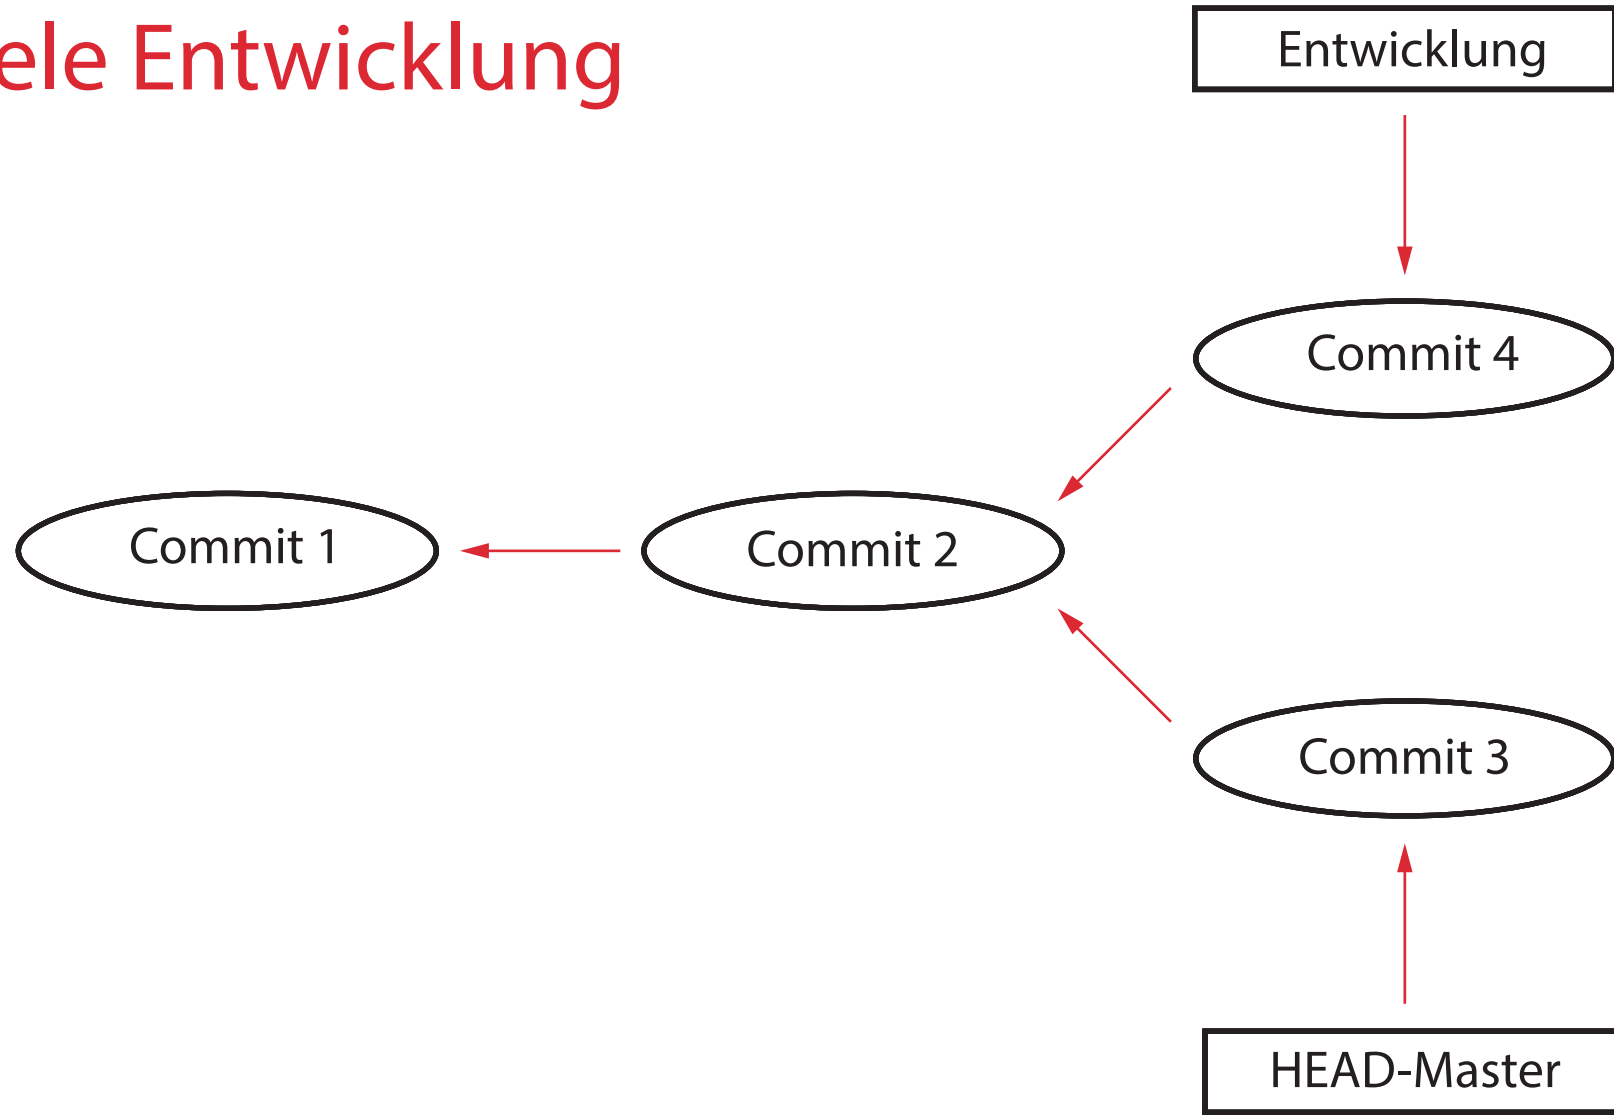 ele Entwicklung
Entwicklung
Commit 4
Commit 1
Commit 2
Commit 3
HEAD-Master